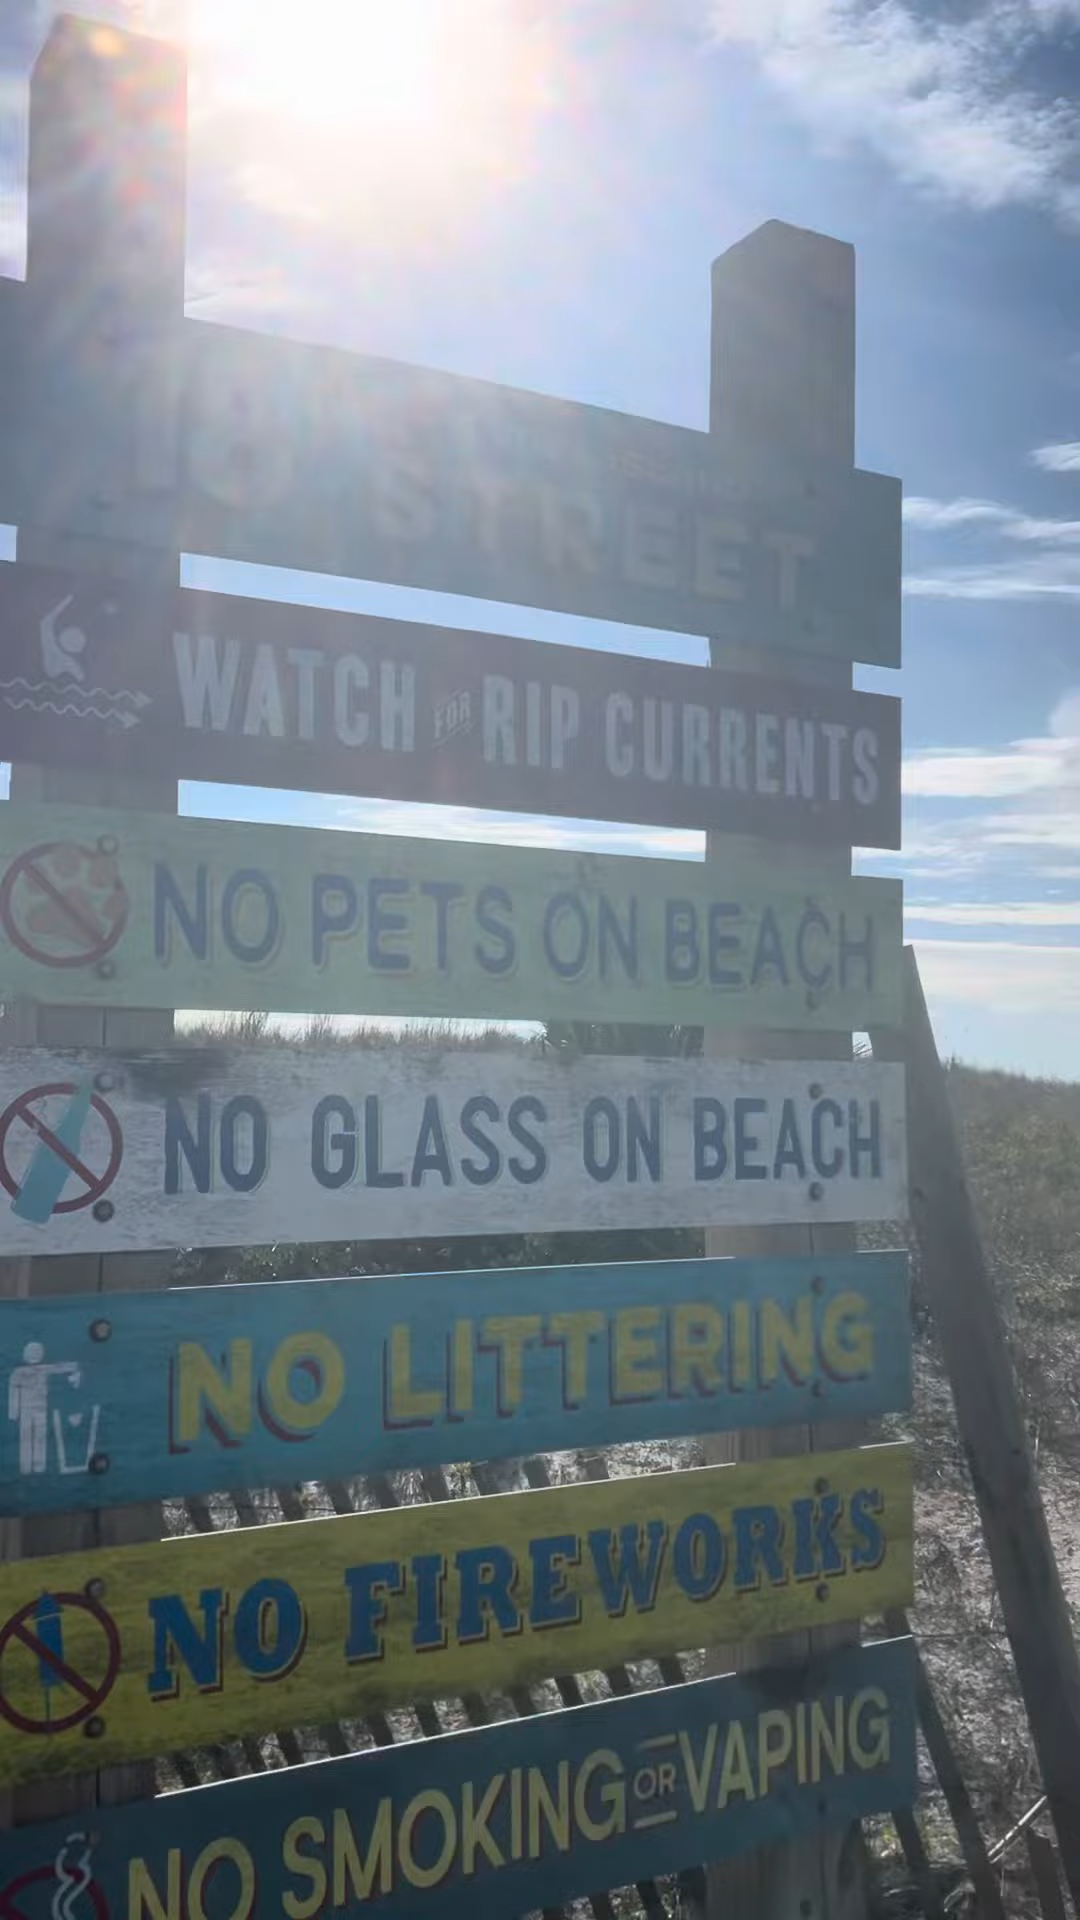 STREET
WATCH FOR RIP CURRENTS
NO PETS ON BEACH
NO GLASS ON BEACH
NO LITTERING
NO FIREWORKS
NO SMOKING OR VAPING